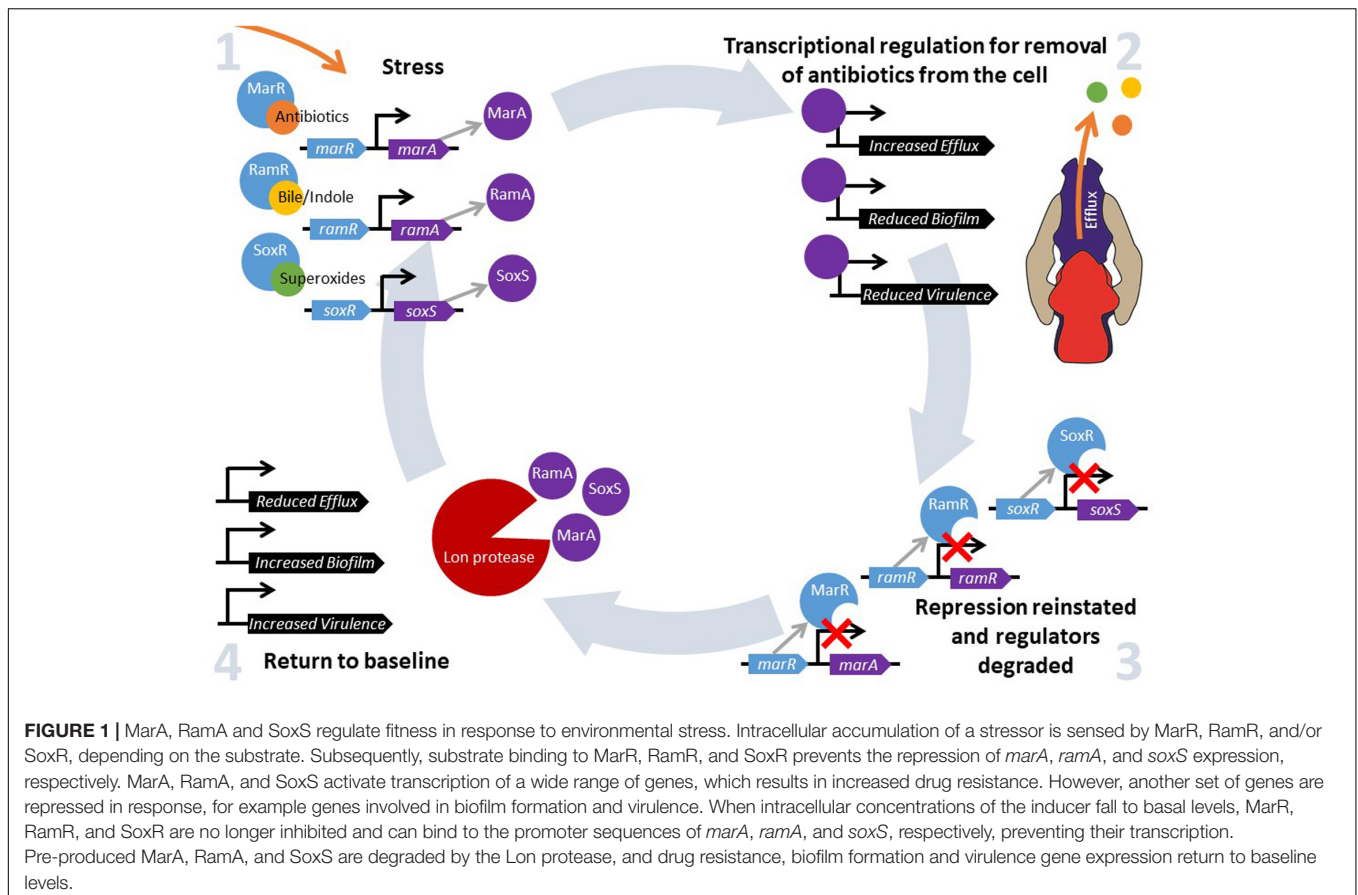 1
Stress
MarR
Antibiotics
marR
marA
MarA
RamR
Bile/Indole
ramR
ramA
RamA
SoxR
Superoxides
soxR
soxS
SoxS
Transcriptional regulation for removal
of antibiotics from the cell
2
Increased Efflux
Reduced Biofilm
Reduced Virulence
Efflux
SoxR
soxR
soxS
RamR
ramR
ramR
MarR
marR
marA
Repression reinstated
and regulators
degraded
3
RamA
SoxS
MarA
Lon protease
Reduced Efflux
Increased Biofilm
Increased Virulence
4
Return to baseline
FIGURE 1 | MarA, RamA and SoxS regulate fitness in response to environmental stress. Intracellular accumulation of a stressor is sensed by MarR, RamR, and/or
SoxR, depending on the substrate. Subsequently, substrate binding to MarR, RamR, and SoxR prevents the repression of marA, ramA, and soxS expression,
respectively. MarA, RamA, and SoxS activate transcription of a wide range of genes, which results in increased drug resistance. However, another set of genes are
repressed in response, for example genes involved in biofilm formation and virulence. When intracellular concentrations of the inducer fall to basal levels, MarR,
RamR, and SoxR are no longer inhibited and can bind to the promoter sequences of marA, ramA, and soxS, respectively, preventing their transcription.
Pre-produced MarA, RamA, and SoxS are degraded by the Lon protease, and drug resistance, biofilm formation and virulence gene expression return to baseline
levels.